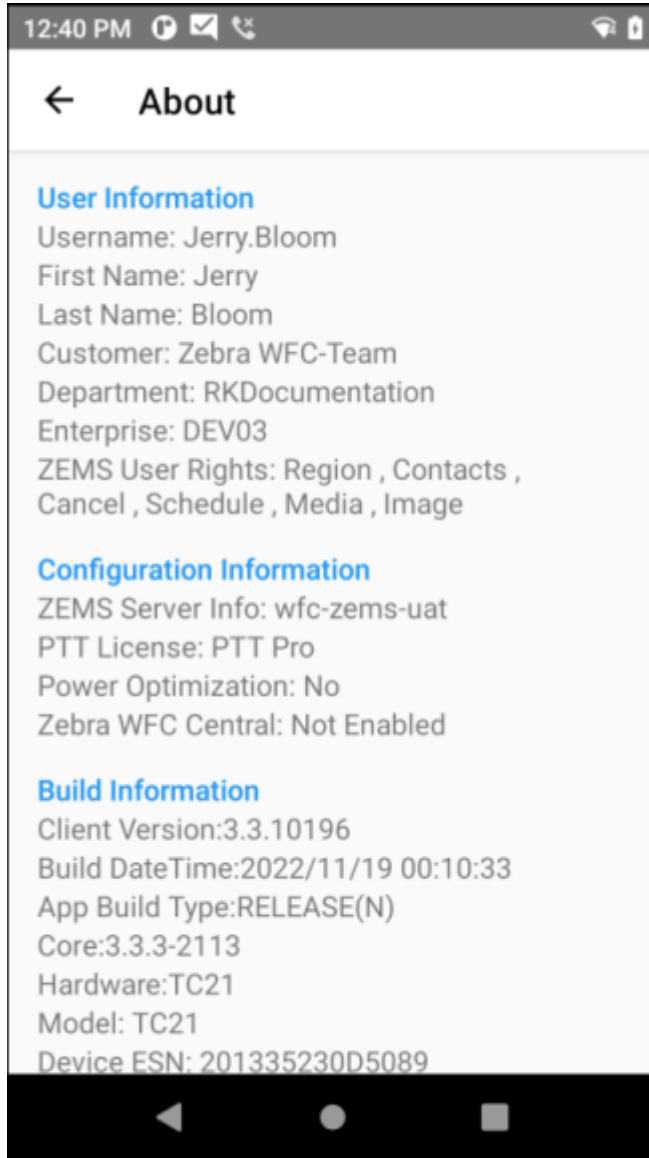 12:40 PM
About
User Information
Username: Jerry.Bloom
First Name: Jerry
Last Name: Bloom
Customer: Zebra WFC-Team
Department: RKDocumentation
Enterprise: DEV03
ZEMS User Rights: Region , Contacts ,
Cancel , Schedule , Media , Image
Configuration Information
ZEMS Server Info: wfc-zems-uat
PTT License: PTT Pro
Power Optimization: No
Zebra WFC Central: Not Enabled
Build Information
Client Version:3.3.10196
Build DateTime:2022/11/19 00:10:33
App Build Type:RELEASE(N)
Core:3.3.3-2113
Hardware:TC21
Model: TC21
Device ESN: 201335230D5089